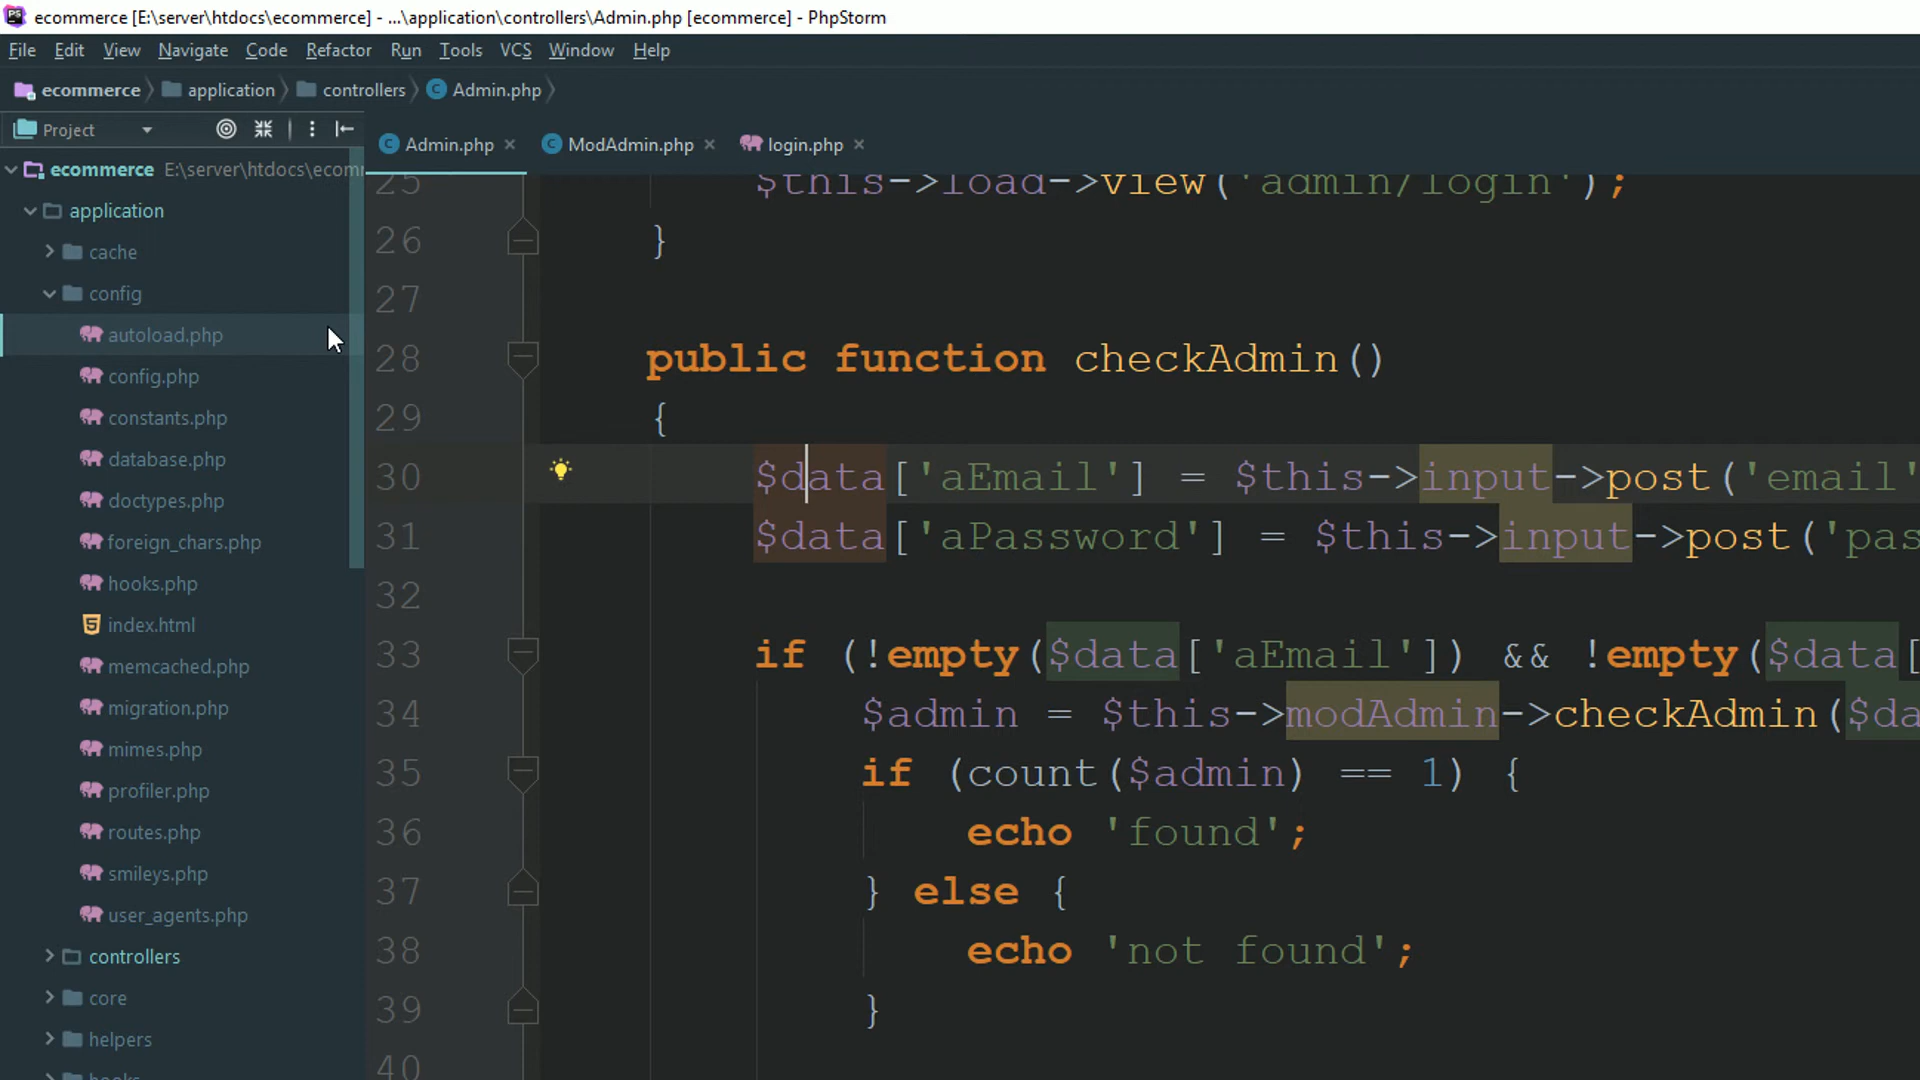 ecommerce [E:\server\htdocs\ecommerce] - ...\application\controllers\Admin.php [ecommerce] - PhpStorm
File Edit View Navigate Code Refactor Run Tools VCS Window Help
ecommerce application controllers Admin.php
Project
Admin.php ModAdmin.php login.php
ecommerce E:\server\htdocs\ecomm
application
cache
config
autoload.php
config.php
constants.php
database.php
doctypes.php
foreign_chars.php
hooks.php
index.html
memcached.php
migration.php
mimes.php
profiler.php
routes.php
smileys.php
user_agents.php
controllers
core
helpers
hooks
25 $this->load->view('admin/login');
26 }
27
28 public function checkAdmin()
29 {
30 $data['aEmail'] = $this->input->post('email'
31 $data['aPassword'] = $this->input->post('pas
32
33 if (!empty($data['aEmail']) && !empty($data[
34 $admin = $this->modAdmin->checkAdmin($da
35 if (count($admin) == 1) {
36 echo 'found';
37 } else {
38 echo 'not found';
39 }
40